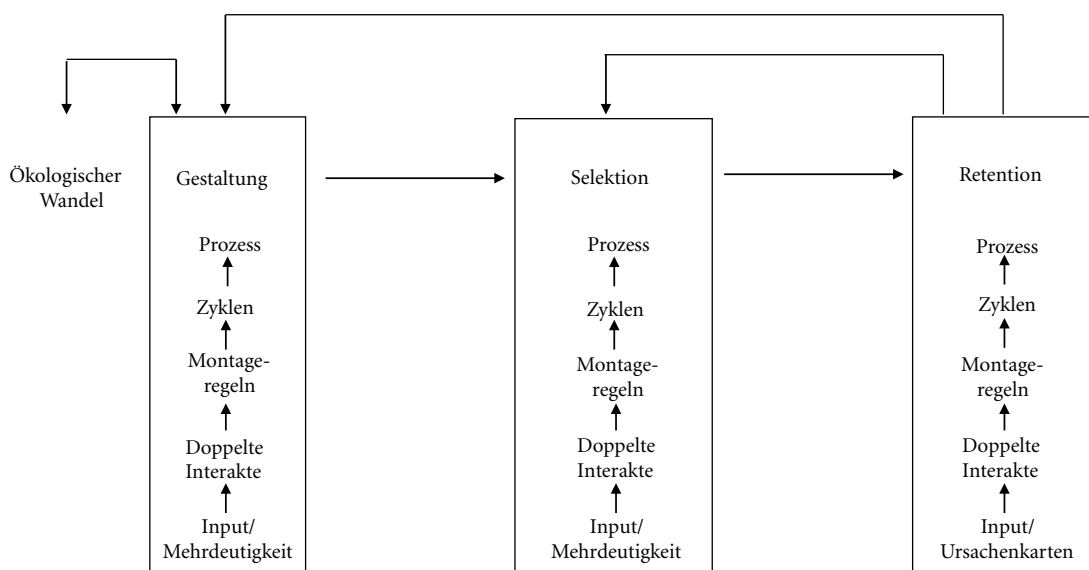 Ökologischer
Wandel
Gestaltung
Prozess
Zyklen
Montage-
regeln
Doppelte
Interakte
Input/
Mehrdeutigkeit
Selektion
Prozess
Zyklen
Montage-
regeln
Doppelte
Interakte
Input/
Mehrdeutigkeit
Retention
Prozess
Zyklen
Montage-
regeln
Doppelte
Interakte
Input/
Ursachenkarten